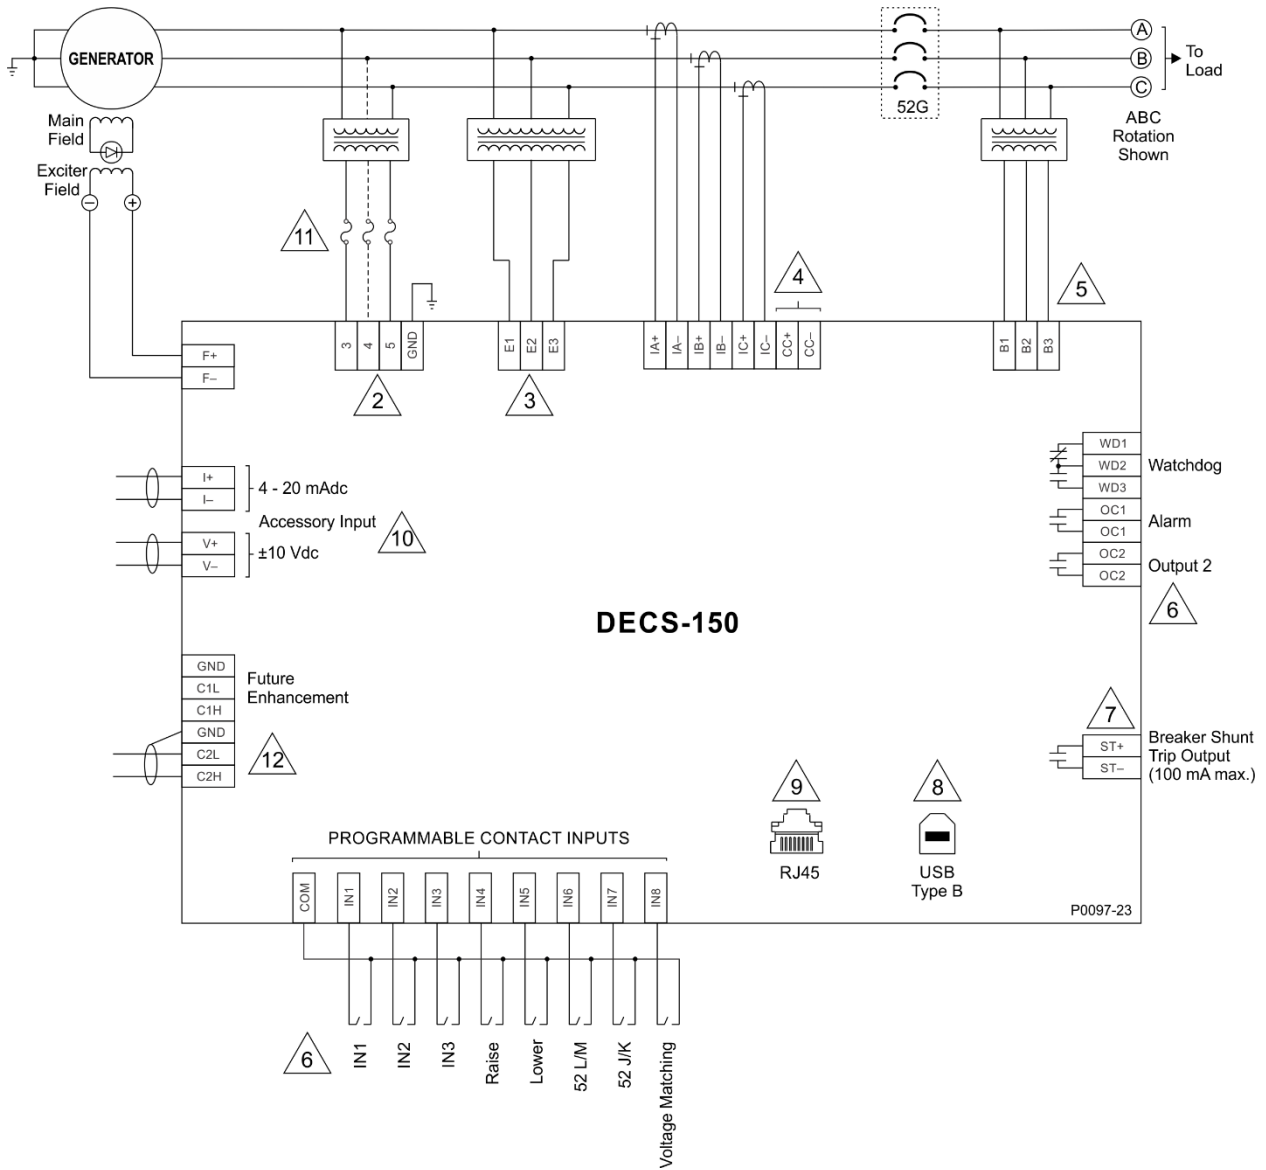 GENERATOR
A
B
C
To
Load
52G
ABC
Rotation
Shown
Main
Field
Exciter
Field
−
+
11
4
5
3
4
5
GND
E1
E2
E3
IA+
IA–
IB+
IB–
IC+
IC–
CC+
CC–
B1
B2
B3
F+
F–
2
3
I+
I–
4 - 20 mAdc
Accessory Input
10
V+
V–
±10 Vdc
WD1
WD2
WD3
Watchdog
OC1
OC1
Alarm
OC2
OC2
Output 2
6
DECS-150
GND
C1L
C1H
Future
Enhancement
GND
C2L
C2H
12
7
ST+
ST–
Breaker Shunt
Trip Output
(100 mA max.)
9
RJ45
8
USB
Type B
PROGRAMMABLE CONTACT INPUTS
COM
IN1
IN2
IN3
IN4
IN5
IN6
IN7
IN8
P0097-23
6
IN1
IN2
IN3
Raise
Lower
52 L/M
52 J/K
Voltage Matching